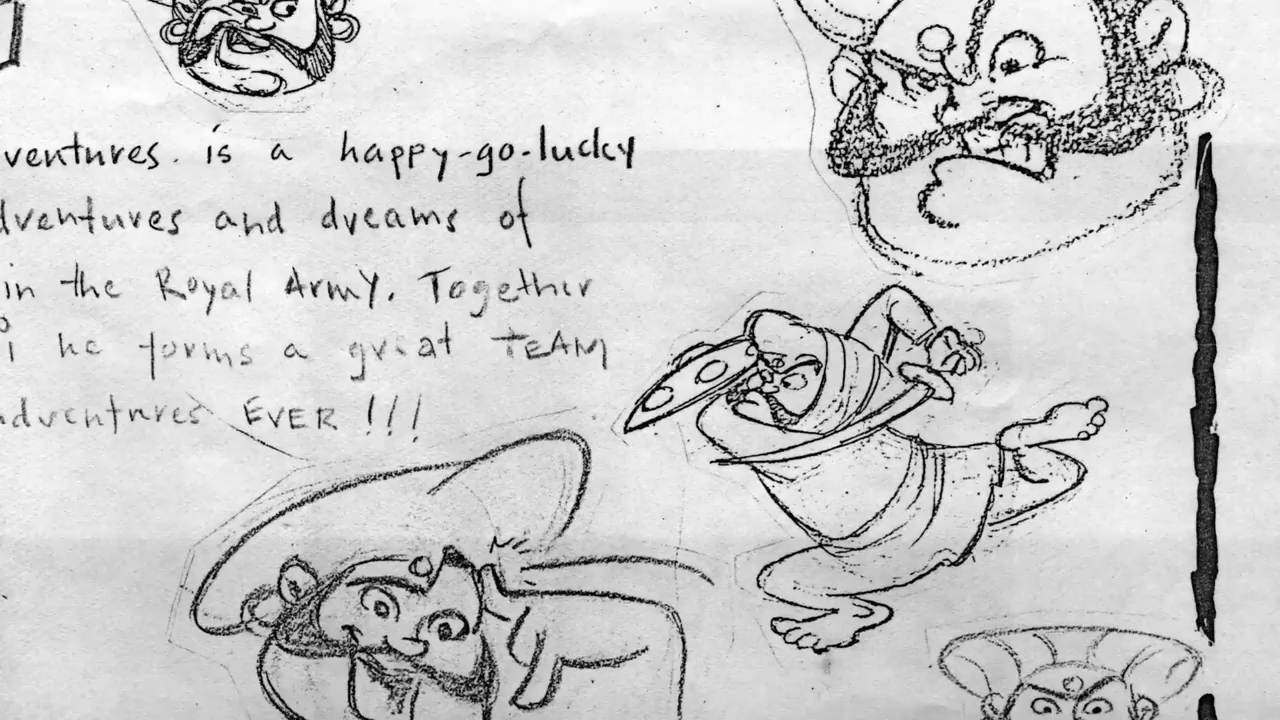 ventures. is a happy-go-lucky
dventures and dreams of
in the Royal Army. Together
i he forms a great TEAM
adventures EVER !!!